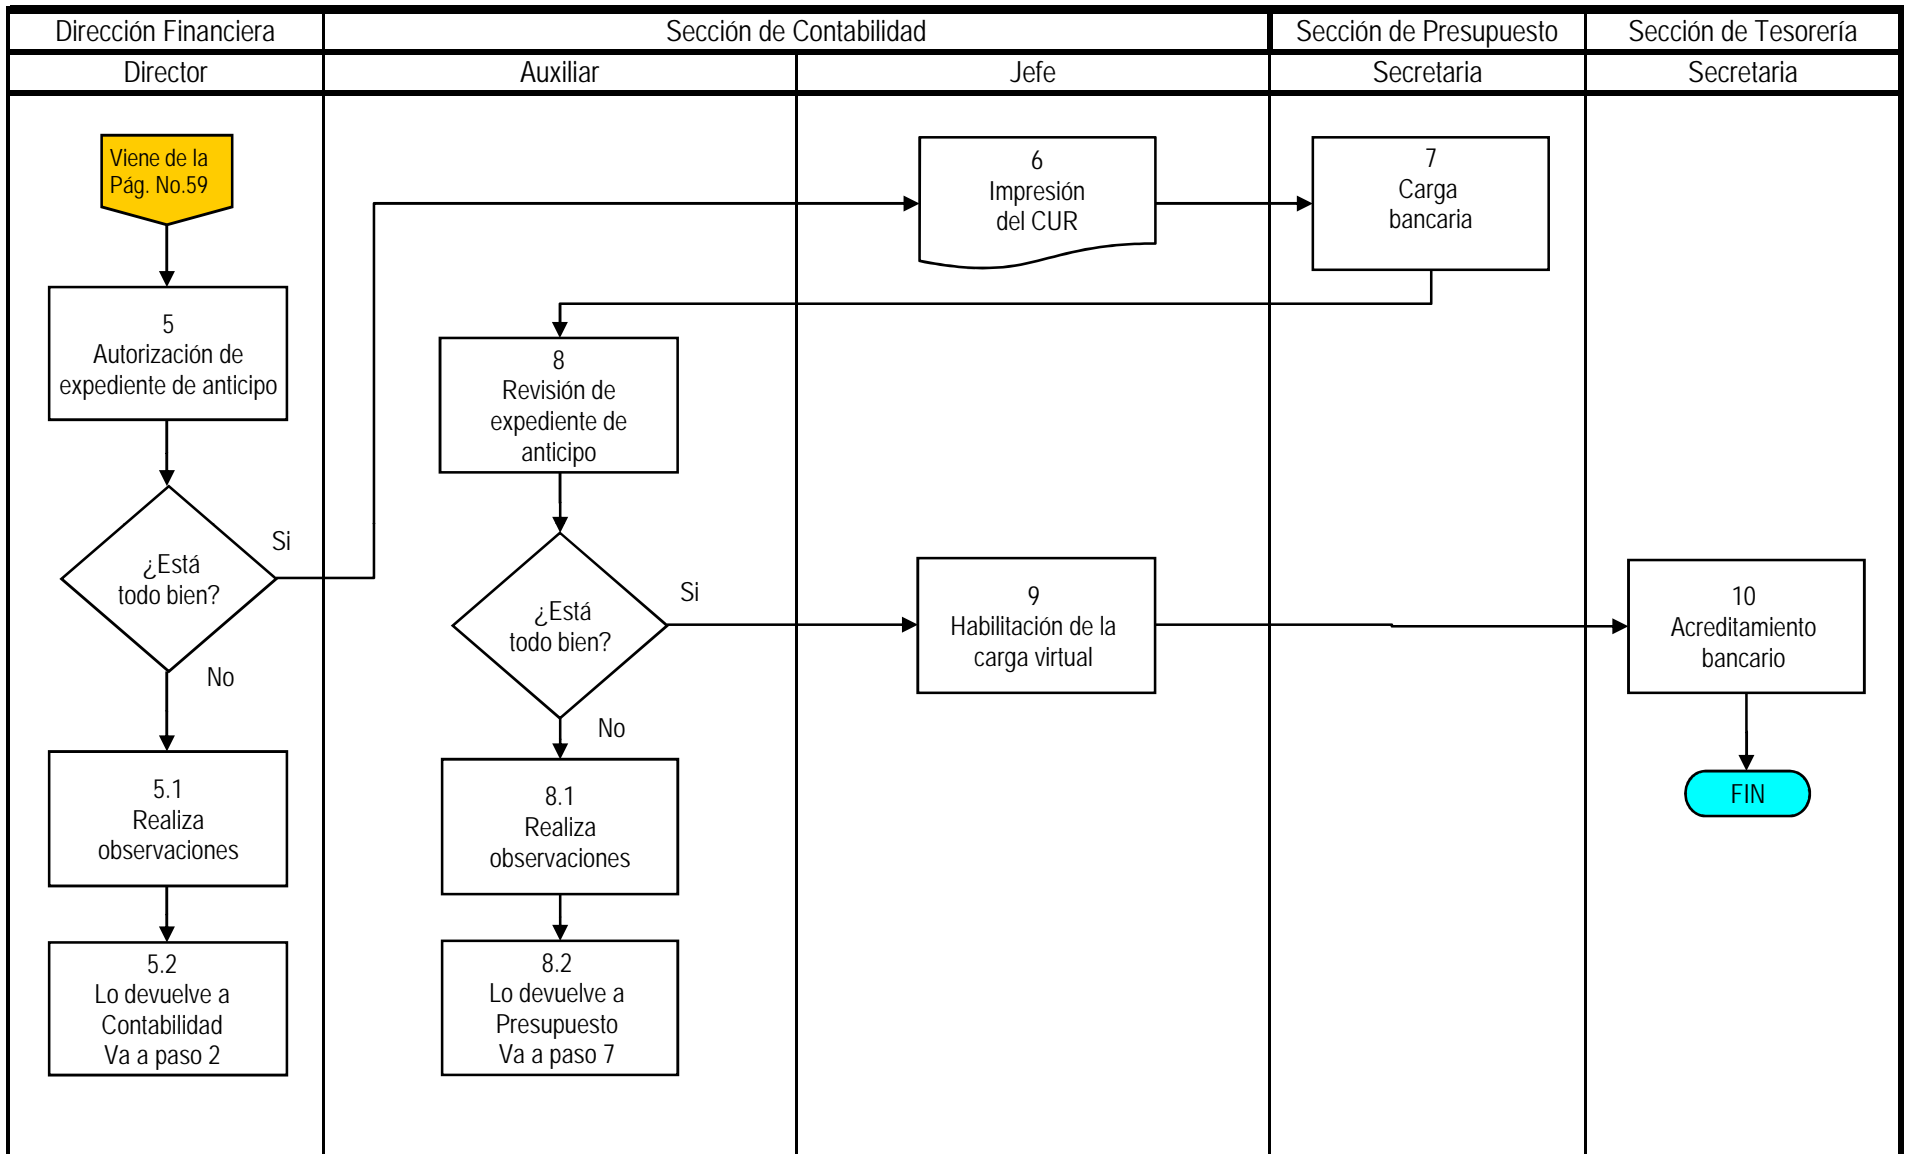 Dirección Financiera
Sección de Contabilidad
Sección de Presupuesto
Sección de Tesorería
Director
Auxiliar
Jefe
Secretaria
Secretaria
Viene de la
Pág. No.59
5
Autorización de
expediente de anticipo
¿Está
todo bien?
Si
No
5.1
Realiza
observaciones
5.2
Lo devuelve a
Contabilidad
Va a paso 2
6
Impresión
del CUR
7
Carga
bancaria
8
Revisión de
expediente de
anticipo
¿Está
todo bien?
Si
No
8.1
Realiza
observaciones
8.2
Lo devuelve a
Presupuesto
Va a paso 7
9
Habilitación de la
carga virtual
10
Acreditamiento
bancario
FIN